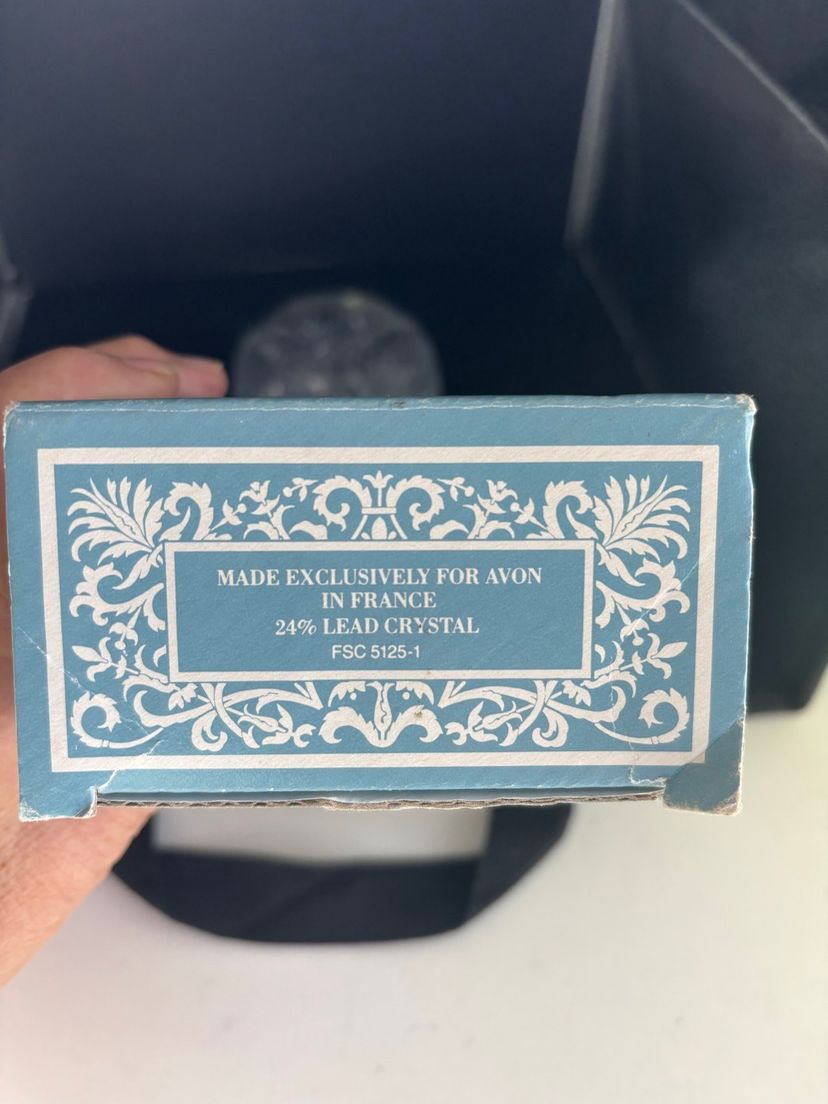 MADE EXCLUSIVELY FOR AVON
IN FRANCE
24% LEAD CRYSTAL
FSC 5125-1